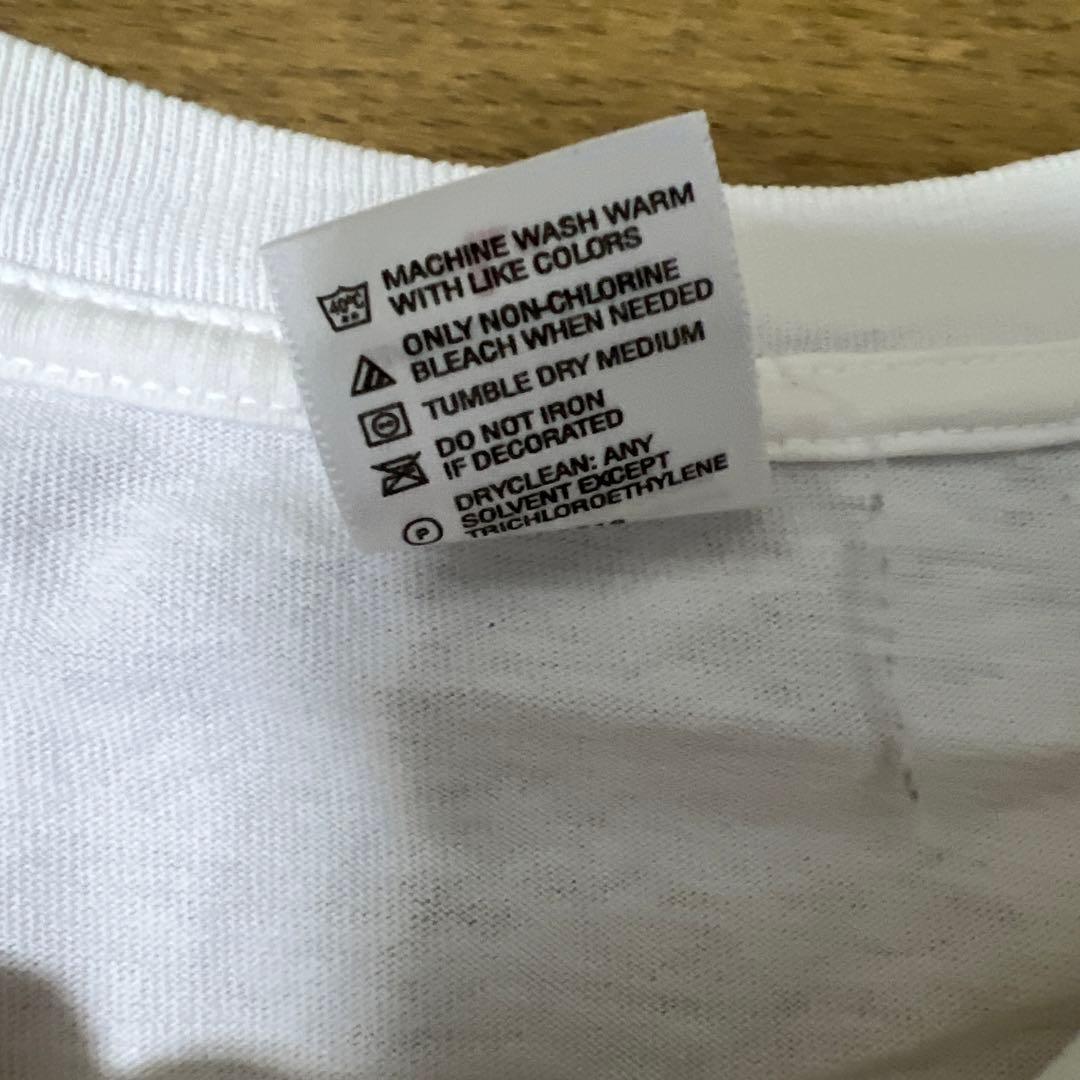 40°C
MACHINE WASH WARM
WITH LIKE COLORS
ONLY NON-CHLORINE
BLEACH WHEN NEEDED
TUMBLE DRY MEDIUM
DO NOT IRON
IF DECORATED
P
DRYCLEAN: ANY
SOLVENT EXCEPT
TRICHLOROETHYLENE